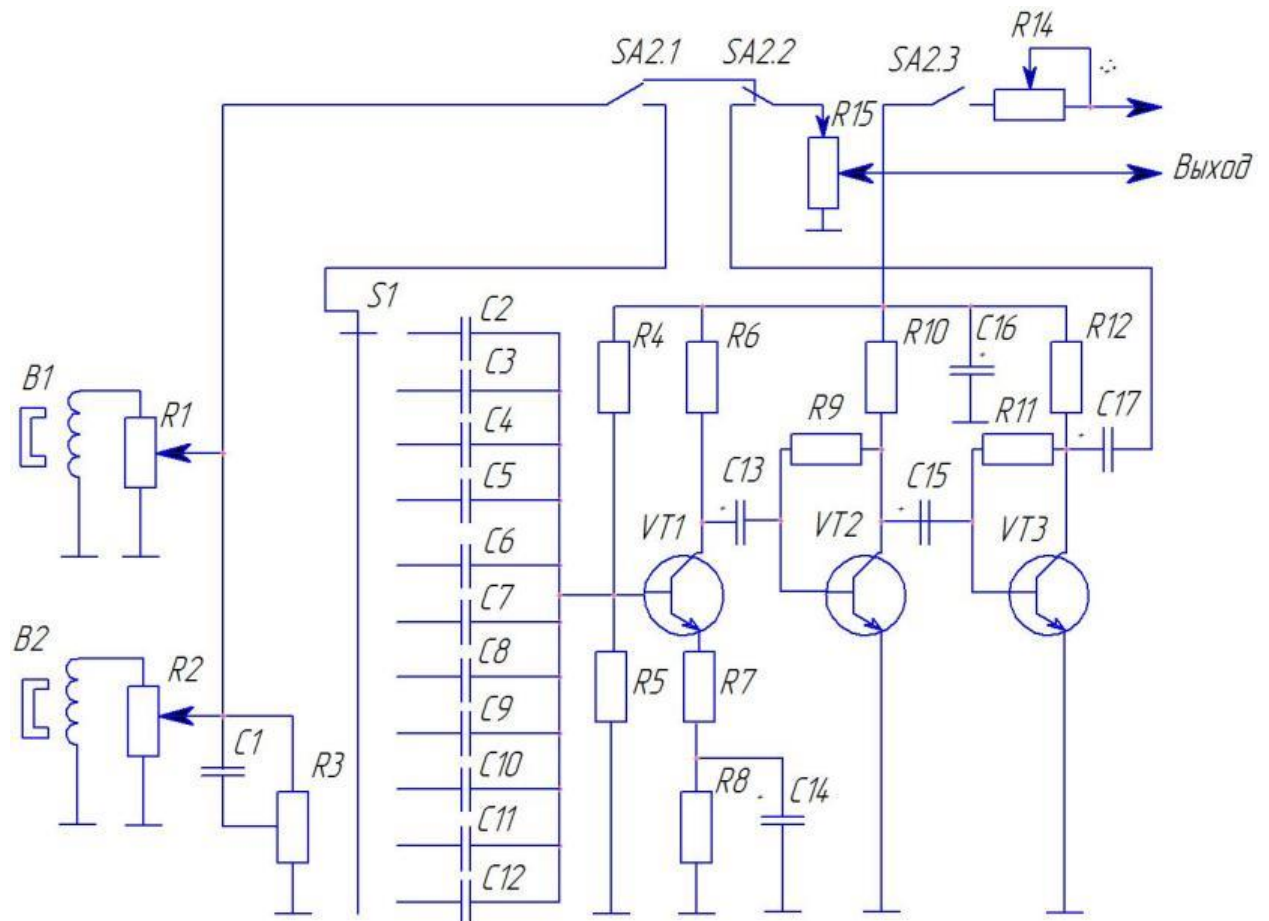 R14
SA2.1 SA2.2 SA2.3
R15
Выход
S1
C2
R4 R6 R10 C16 R12
C3
B1
R1
C4
R9 R11 C17
C5
C13 C15
VT1 VT2 VT3
C6
C7
B2
R2
C8
R5 R7
C9
C1
R3
C10
R8 C14
C11
C12